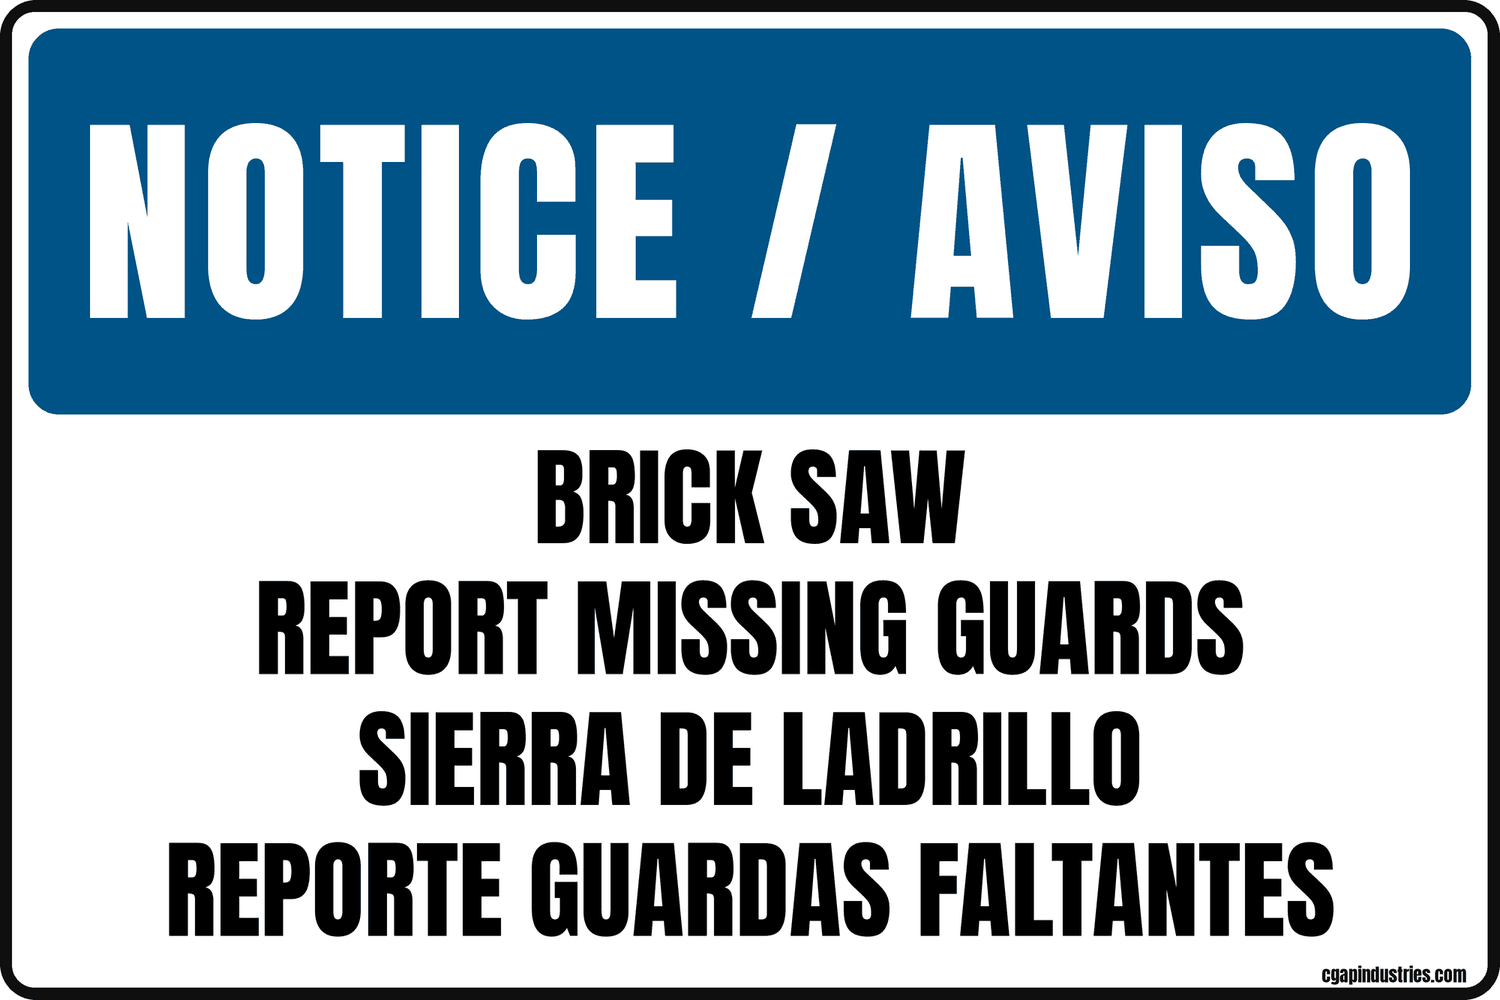 NOTICE / AVISO
BRICK SAW
REPORT MISSING GUARDS
SIERRA DE LADRILLO
REPORTE GUARDAS FALTANTES
cgapindustries.com